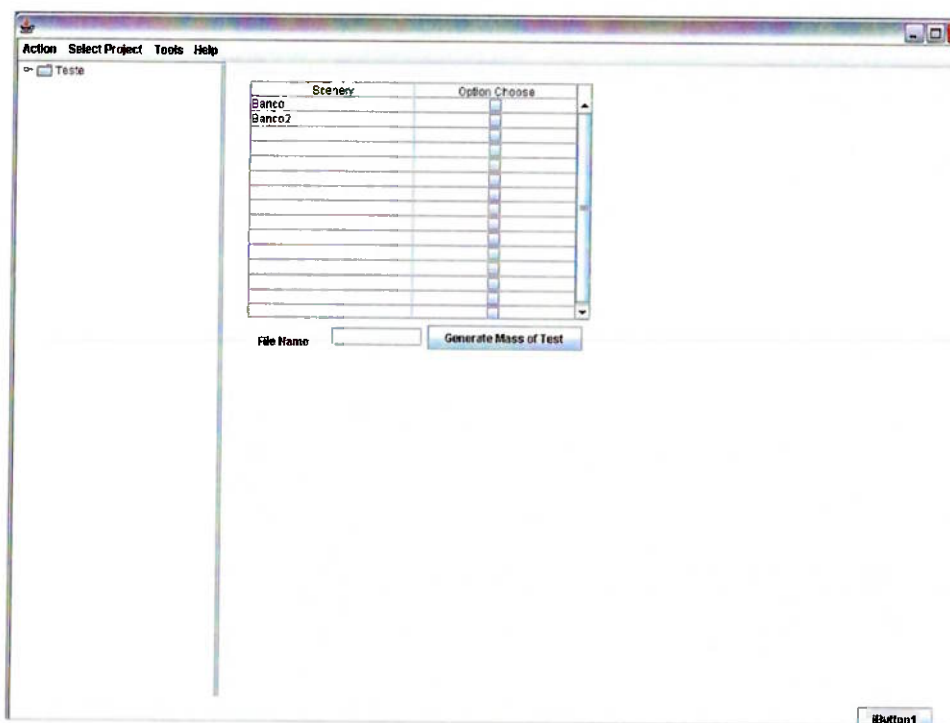 Action Select Project Tools Help
Teste
Scenery Option Choose
Banco
Banco2
File Name Generate Mass of Test
jButton1